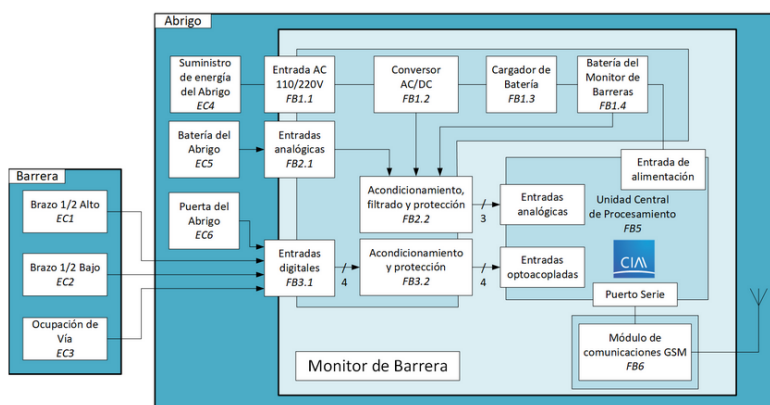 Abrigo
Suministro
de energía
del Abrigo
EC4
Entrada AC
110/220V
FB1.1
Conversor
AC/DC
FB1.2
Cargador de
Batería
FB1.3
Batería del
Monitor de
Barreras
FB1.4
Batería del
Abrigo
EC5
Entradas
analógicas
FB2.1
Entrada de
alimentación
Barrera
Brazo 1/2 Alto
EC1
Puerta del
Abrigo
EC6
Acondicionamiento,
filtrado y protección
FB2.2
3
Entradas
analógicas
Unidad Central
de Procesamiento
FB5
CIAA
Brazo 1/2 Bajo
EC2
Entradas
digitales
FB3.1
4
Acondicionamiento
y protección
FB3.2
4
Entradas
optoacopladas
Puerto Serie
Ocupación de
Vía
EC3
Monitor de Barrera
Módulo de
comunicaciones GSM
FB6